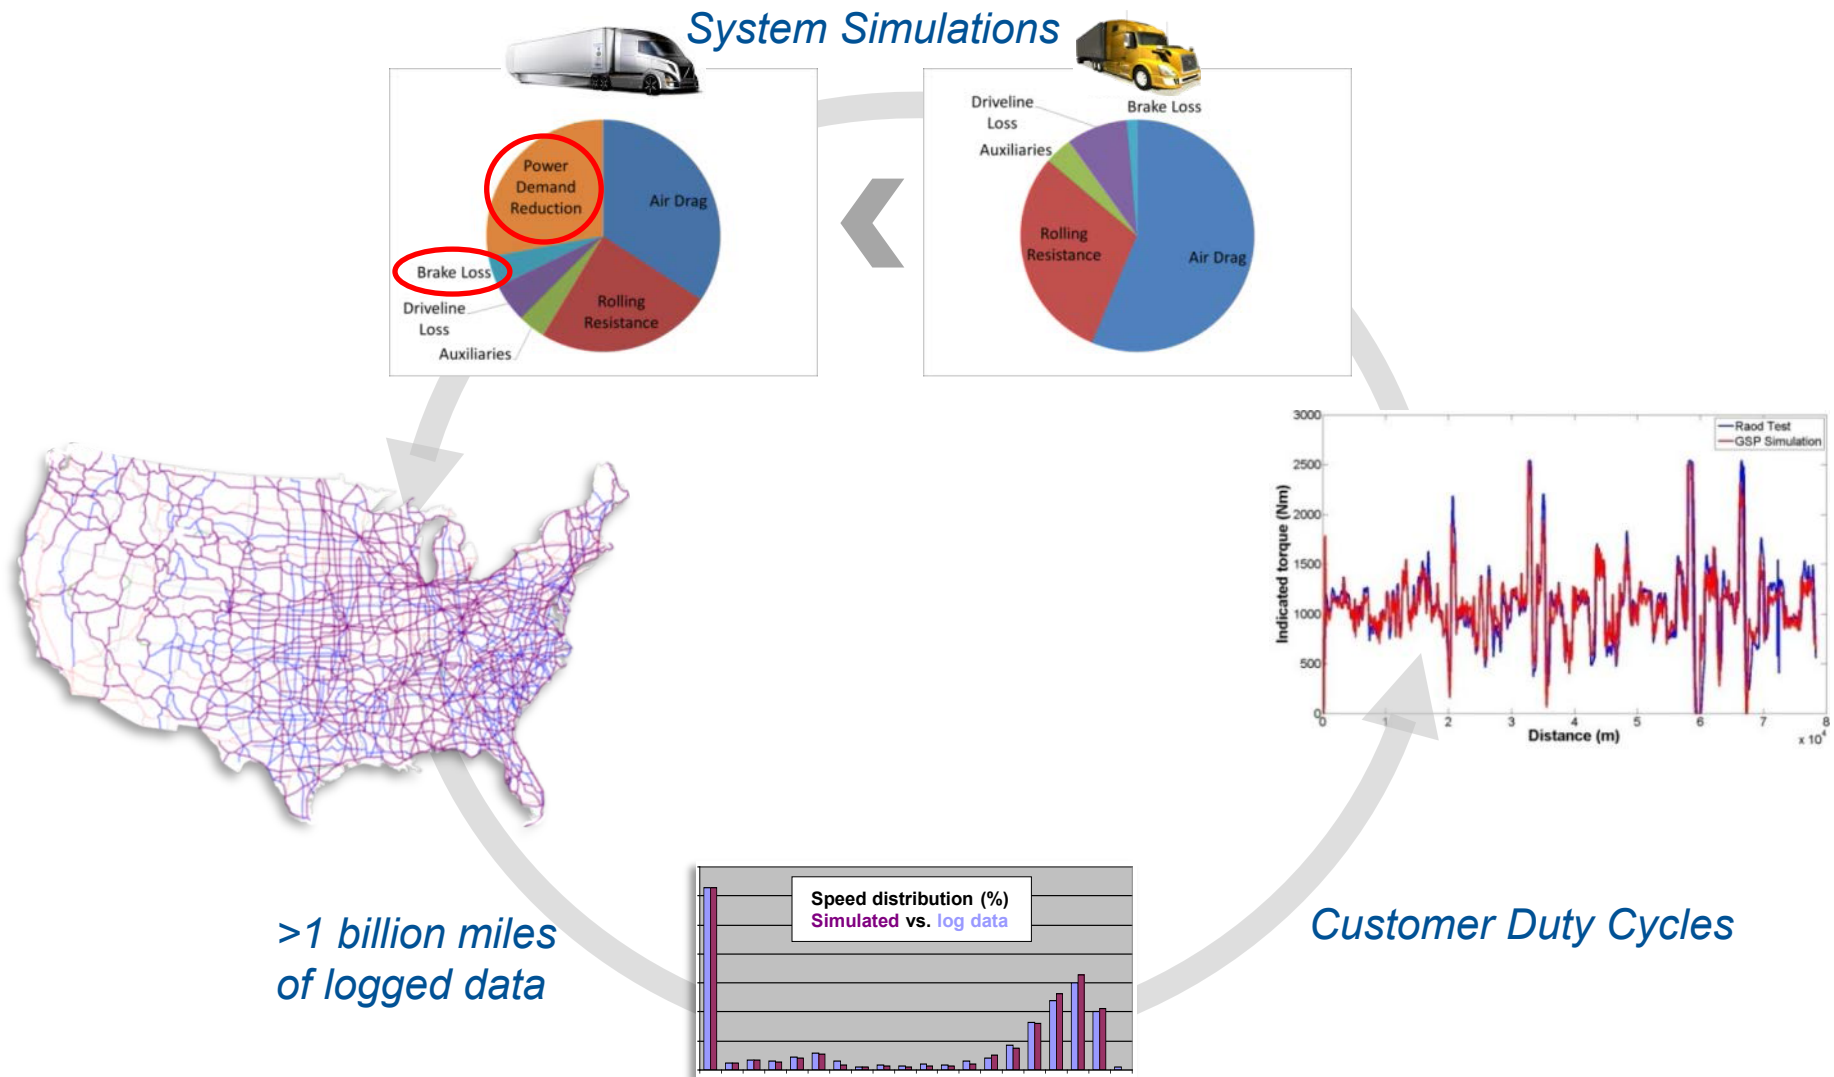 System Simulations
Power
Demand
Reduction
Air Drag
Brake Loss
Driveline
Loss
Auxiliaries
Rolling
Resistance
Driveline
Loss
Brake Loss
Auxiliaries
Rolling
Resistance
Air Drag
3000
2500
2000
1500
1000
500
0
Indicated torque (Nm)
Raod Test
GSP Simulation
0 1 2 3 4 5 6 7 8
Distance (m)
x 10^4
>1 billion miles
of logged data
Speed distribution (%)
Simulated vs. log data
Customer Duty Cycles